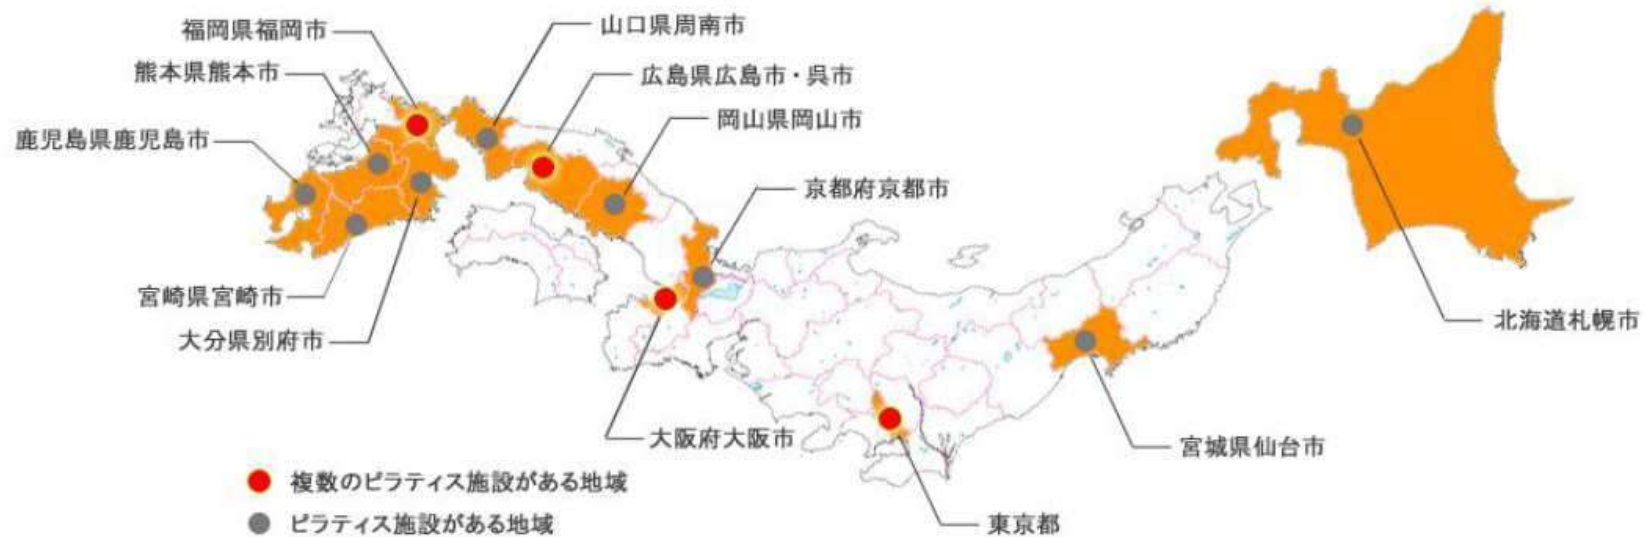 福岡県福岡市
山口県周南市
熊本県熊本市
広島県広島市・呉市
岡山県岡山市
鹿児島県鹿児島市
京都府京都市
宮崎県宮崎市
北海道札幌市
大分県別府市
大阪府大阪市
宮城県仙台市
複数のピラティス施設がある地域
ピラティス施設がある地域
東京都